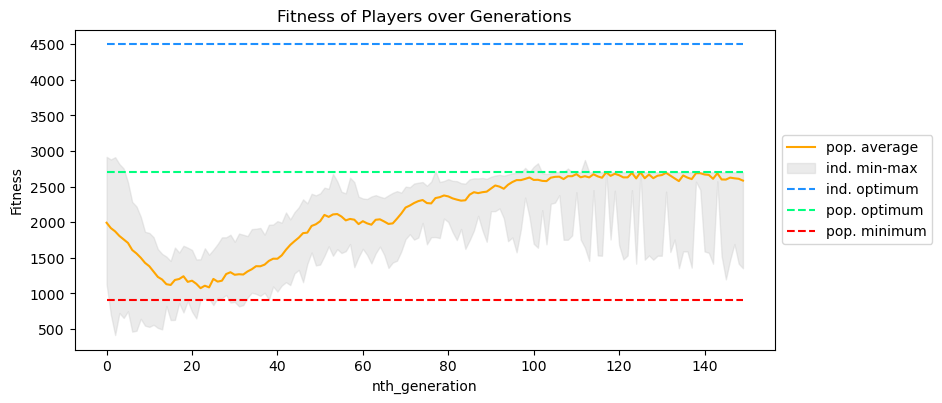 Fitness of Players over Generations
Fitness
4500
4000
3500
3000
2500
2000
1500
1000
500
0
20
40
60
80
100
120
140
nth_generation
pop. average
ind. min-max
ind. optimum
pop. optimum
pop. minimum